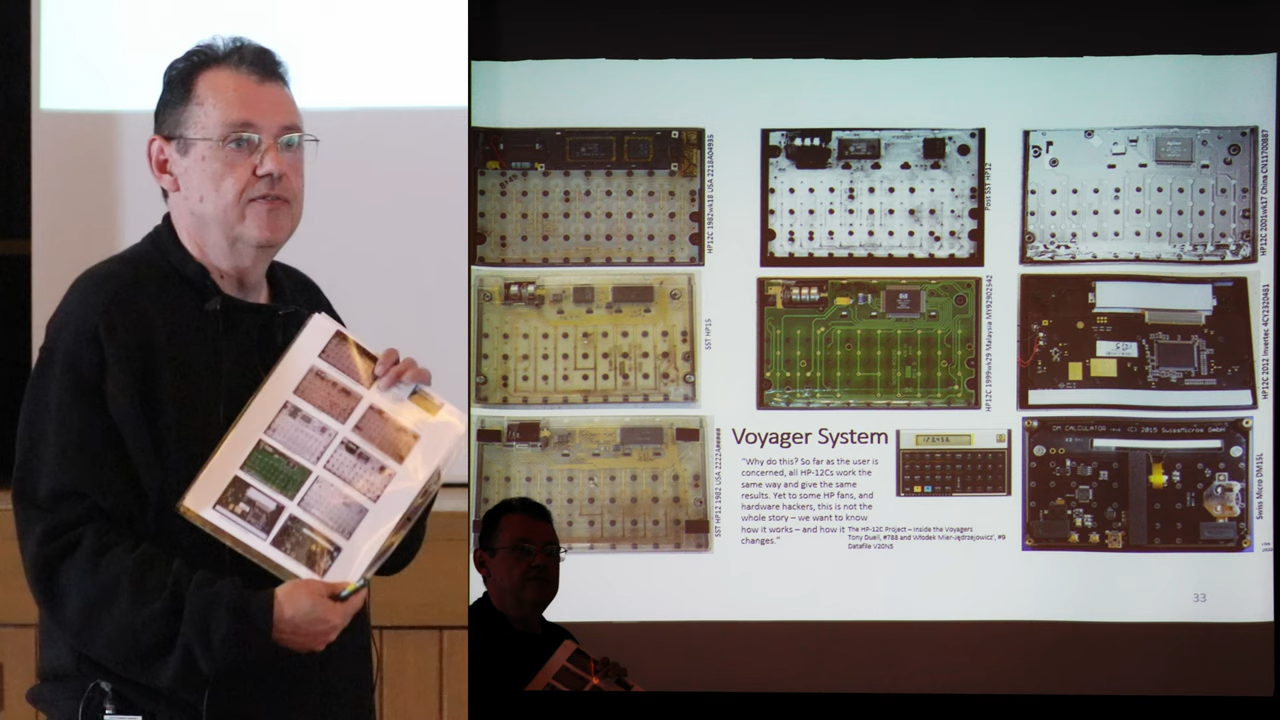 HP12C 1982wk18 USA 2218A04935
Post SST HP12
HP12C 2001wk17 China CN11700887
SST HP15
HP12C 1999wk29 Malaysia MY92902542
HP12C 2012 Invertec 4CY2320481
SST HP12 1982 USA 2222A#####
Voyager System
"Why do this? So far as the user is
concerned, all HP-12Cs work the
same way and give the same
results. Yet to some HP fans, and
hardware hackers, this is not the
whole story – we want to know
how it works – and how it
changes."
The HP-12C Project – Inside the Voyagers
Tony Duell, #788 and Włodek Mier-Jędrzejowicz, #9
Datafile V20N5
DM CALCULATOR
(C) 2015 SwissMicros GmbH
Swiss Micro DM15L
33